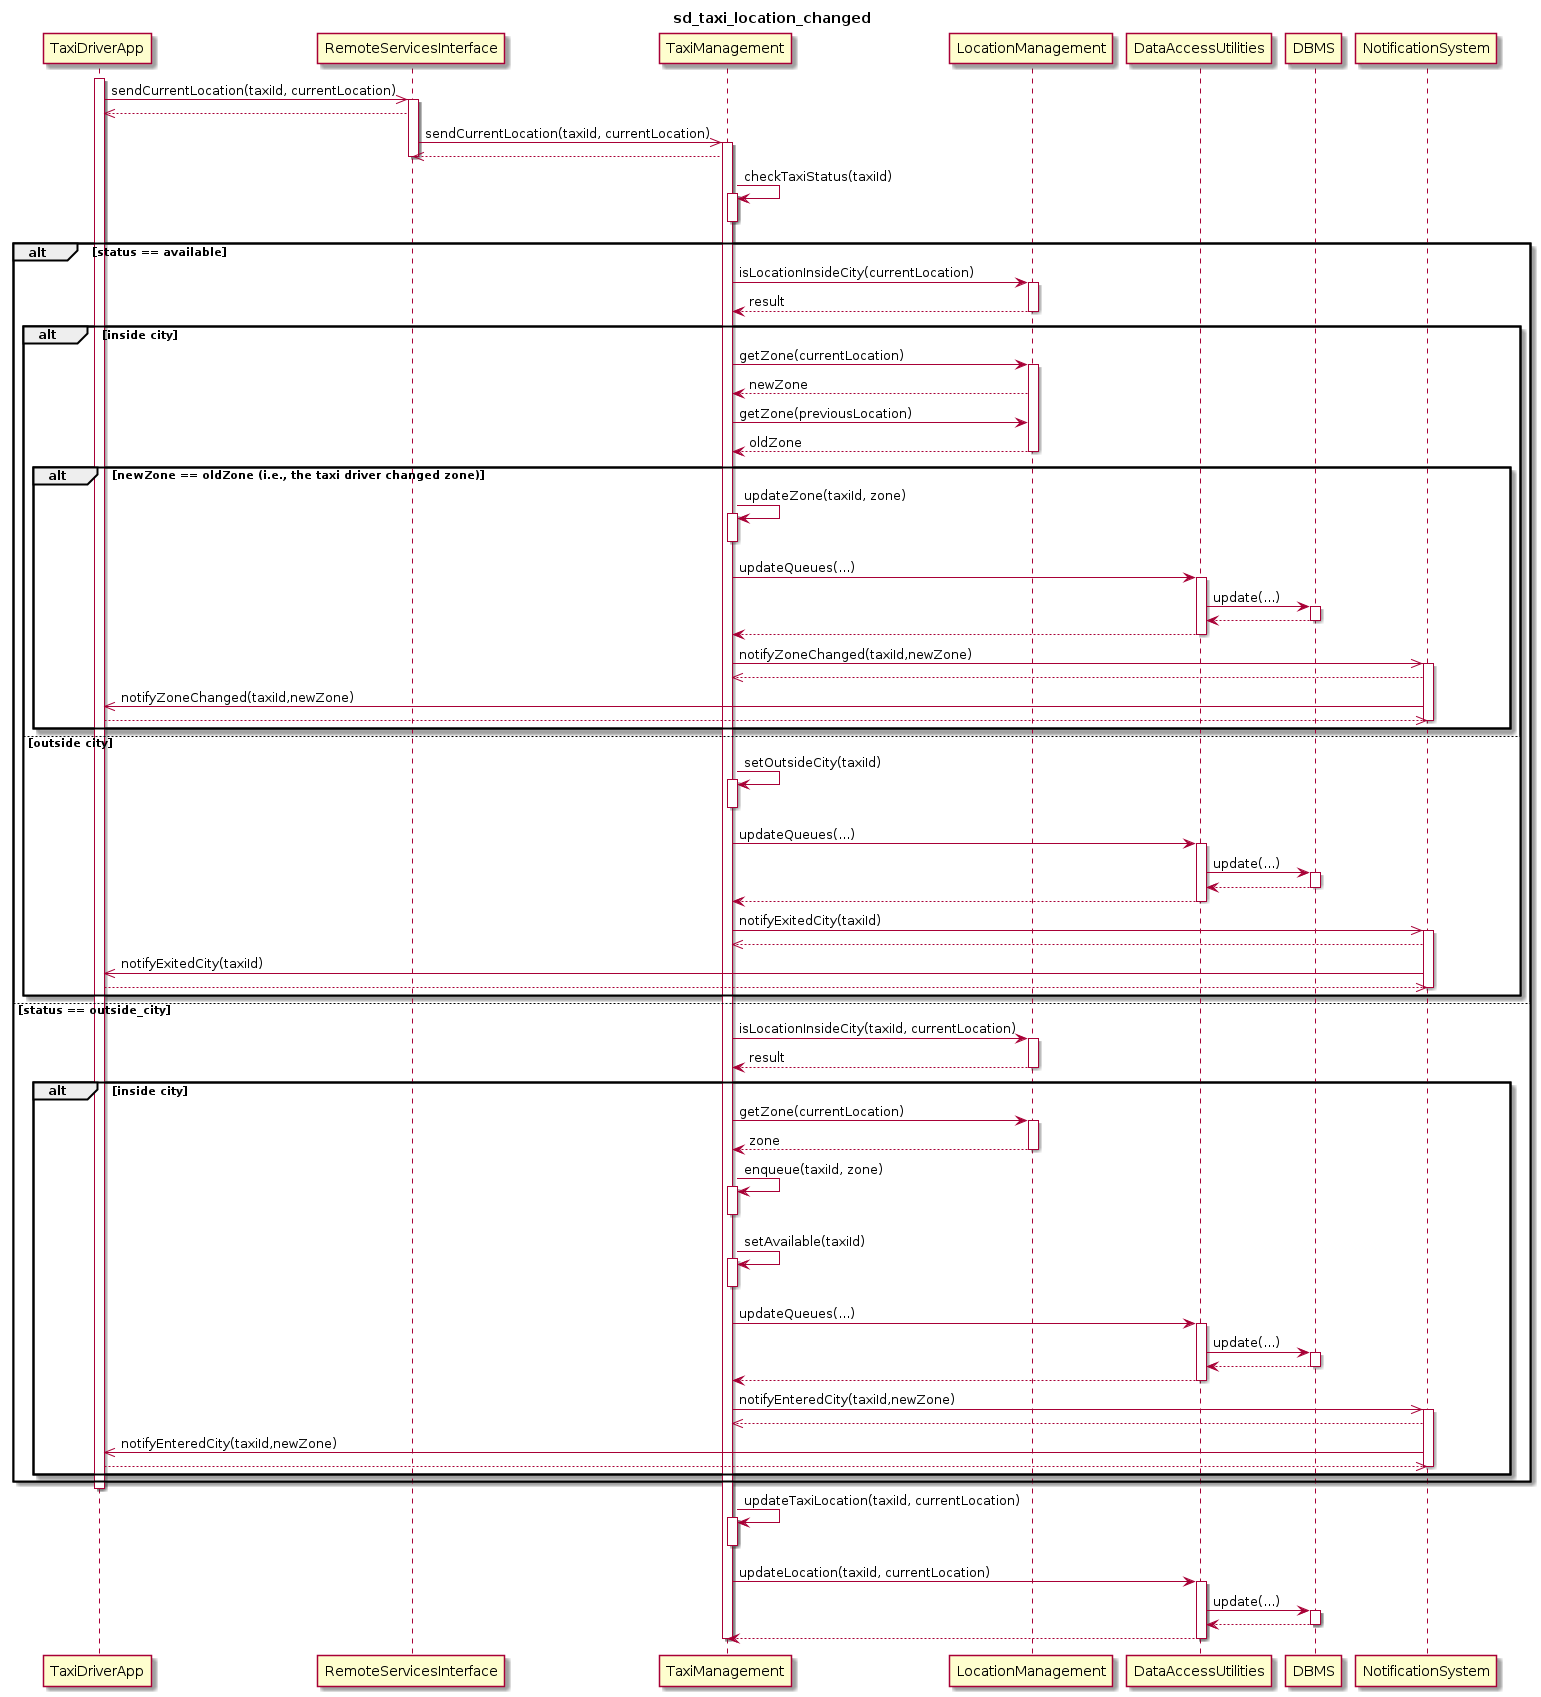 sd_taxi_location_changed
TaxiDriverApp
RemoteServicesInterface
TaxiManagement
LocationManagement
DataAccessUtilities
DBMS
NotificationSystem
sendCurrentLocation(taxiId, currentLocation)
sendCurrentLocation(taxiId, currentLocation)
checkTaxiStatus(taxiId)
alt
[status == available]
isLocationInsideCity(currentLocation)
result
alt
[inside city]
getZone(currentLocation)
newZone
getZone(previousLocation)
oldZone
alt
[newZone == oldZone (i.e., the taxi driver changed zone)]
updateZone(taxiId, zone)
updateQueues(...)
update(...)
notifyZoneChanged(taxiId,newZone)
notifyZoneChanged(taxiId,newZone)
[outside city]
setOutsideCity(taxiId)
updateQueues(...)
update(...)
notifyExitedCity(taxiId)
notifyExitedCity(taxiId)
[status == outside_city]
isLocationInsideCity(taxiId, currentLocation)
result
alt
[inside city]
getZone(currentLocation)
zone
enqueue(taxiId, zone)
setAvailable(taxiId)
updateQueues(...)
update(...)
notifyEnteredCity(taxiId,newZone)
notifyEnteredCity(taxiId,newZone)
updateTaxiLocation(taxiId, currentLocation)
updateLocation(taxiId, currentLocation)
update(...)
TaxiDriverApp
RemoteServicesInterface
TaxiManagement
LocationManagement
DataAccessUtilities
DBMS
NotificationSystem